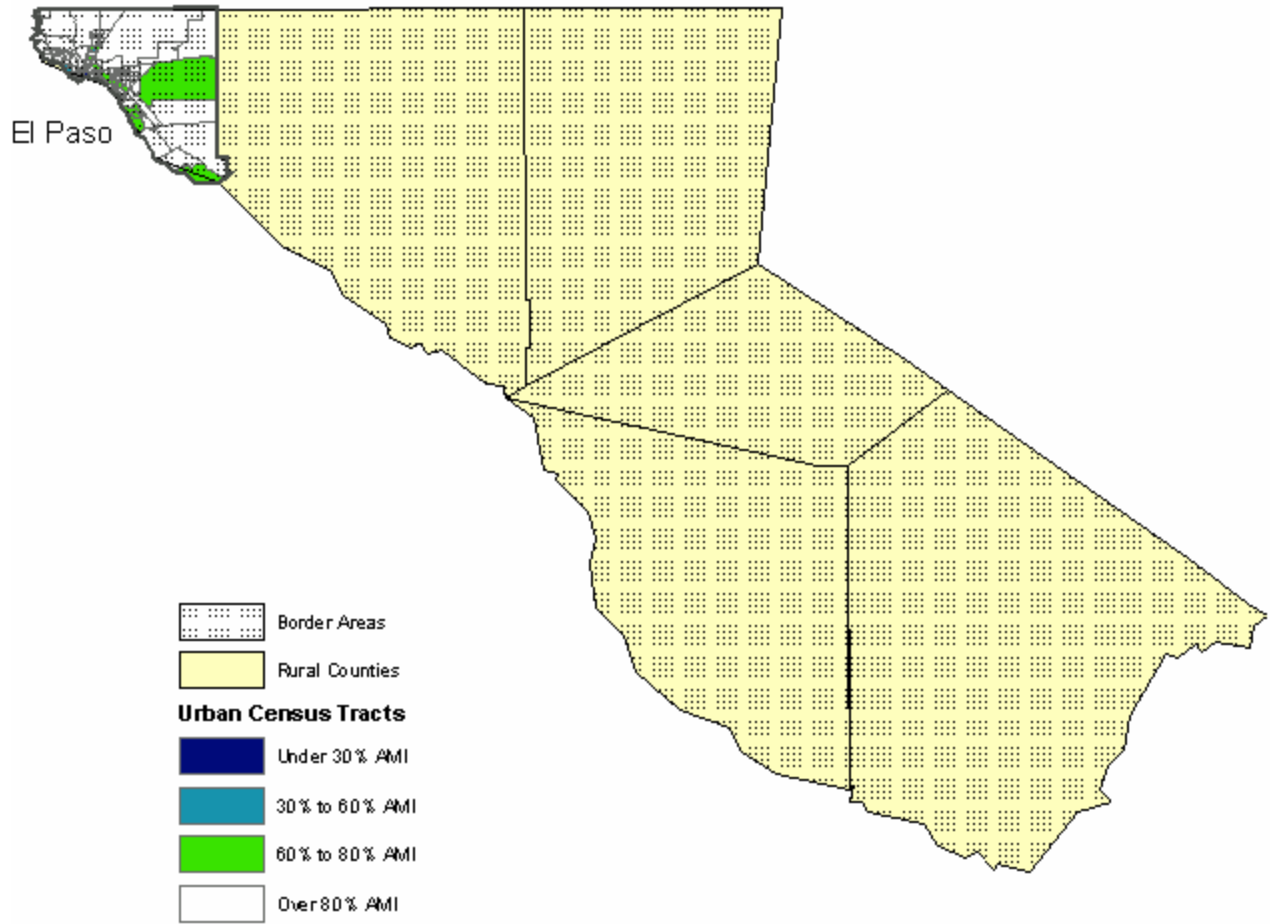 El Paso
Border Areas
Rural Counties
Urban Census Tracts
Under 30% AMI
30% to 60% AMI
60% to 80% AMI
Over 80% AMI